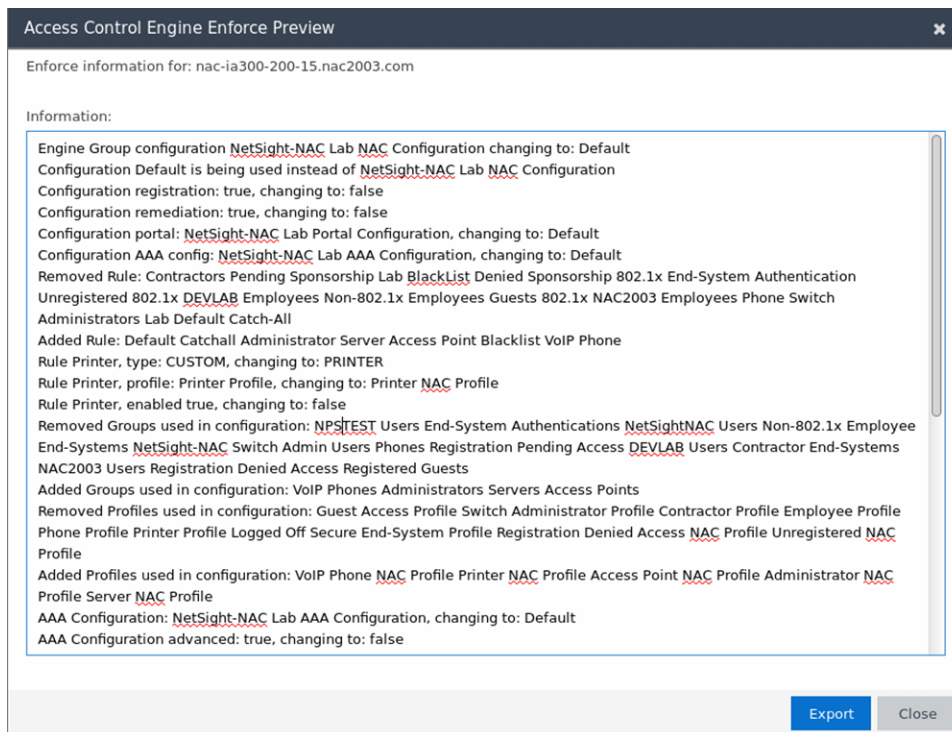 Access Control Engine Enforce Preview
Enforce information for: nac-ia300-200-15.nac2003.com
Information:
Engine Group configuration NetSight-NAC Lab NAC Configuration changing to: Default
Configuration Default is being used instead of NetSight-NAC Lab NAC Configuration
Configuration registration: true, changing to: false
Configuration remediation: true, changing to: false
Configuration portal: NetSight-NAC Lab Portal Configuration, changing to: Default
Configuration AAA config: NetSight-NAC Lab AAA Configuration, changing to: Default
Removed Rule: Contractors Pending Sponsorship Lab BlackList Denied Sponsorship 802.1x End-System Authentication
Unregistered 802.1x DEVLAB Employees Non-802.1x Employees Guests 802.1x NAC2003 Employees Phone Switch
Administrators Lab Default Catch-All
Added Rule: Default Catchall Administrator Server Access Point Blacklist VoIP Phone
Rule Printer, type: CUSTOM, changing to: PRINTER
Rule Printer, profile: Printer Profile, changing to: Printer NAC Profile
Rule Printer, enabled true, changing to: false
Removed Groups used in configuration: NPSTEST Users End-System Authentications NetSightNAC Users Non-802.1x Employee
End-Systems NetSight-NAC Switch Admin Users Phones Registration Pending Access DEVLAB Users Contractor End-Systems
NAC2003 Users Registration Denied Access Registered Guests
Added Groups used in configuration: VoIP Phones Administrators Servers Access Points
Removed Profiles used in configuration: Guest Access Profile Switch Administrator Profile Contractor Profile Employee Profile
Phone Profile Printer Profile Logged Off Secure End-System Profile Registration Denied Access NAC Profile Unregistered NAC
Profile
Added Profiles used in configuration: VoIP Phone NAC Profile Printer NAC Profile Access Point NAC Profile Administrator NAC
Profile Server NAC Profile
AAA Configuration: NetSight-NAC Lab AAA Configuration, changing to: Default
AAA Configuration advanced: true, changing to: false
Export Close